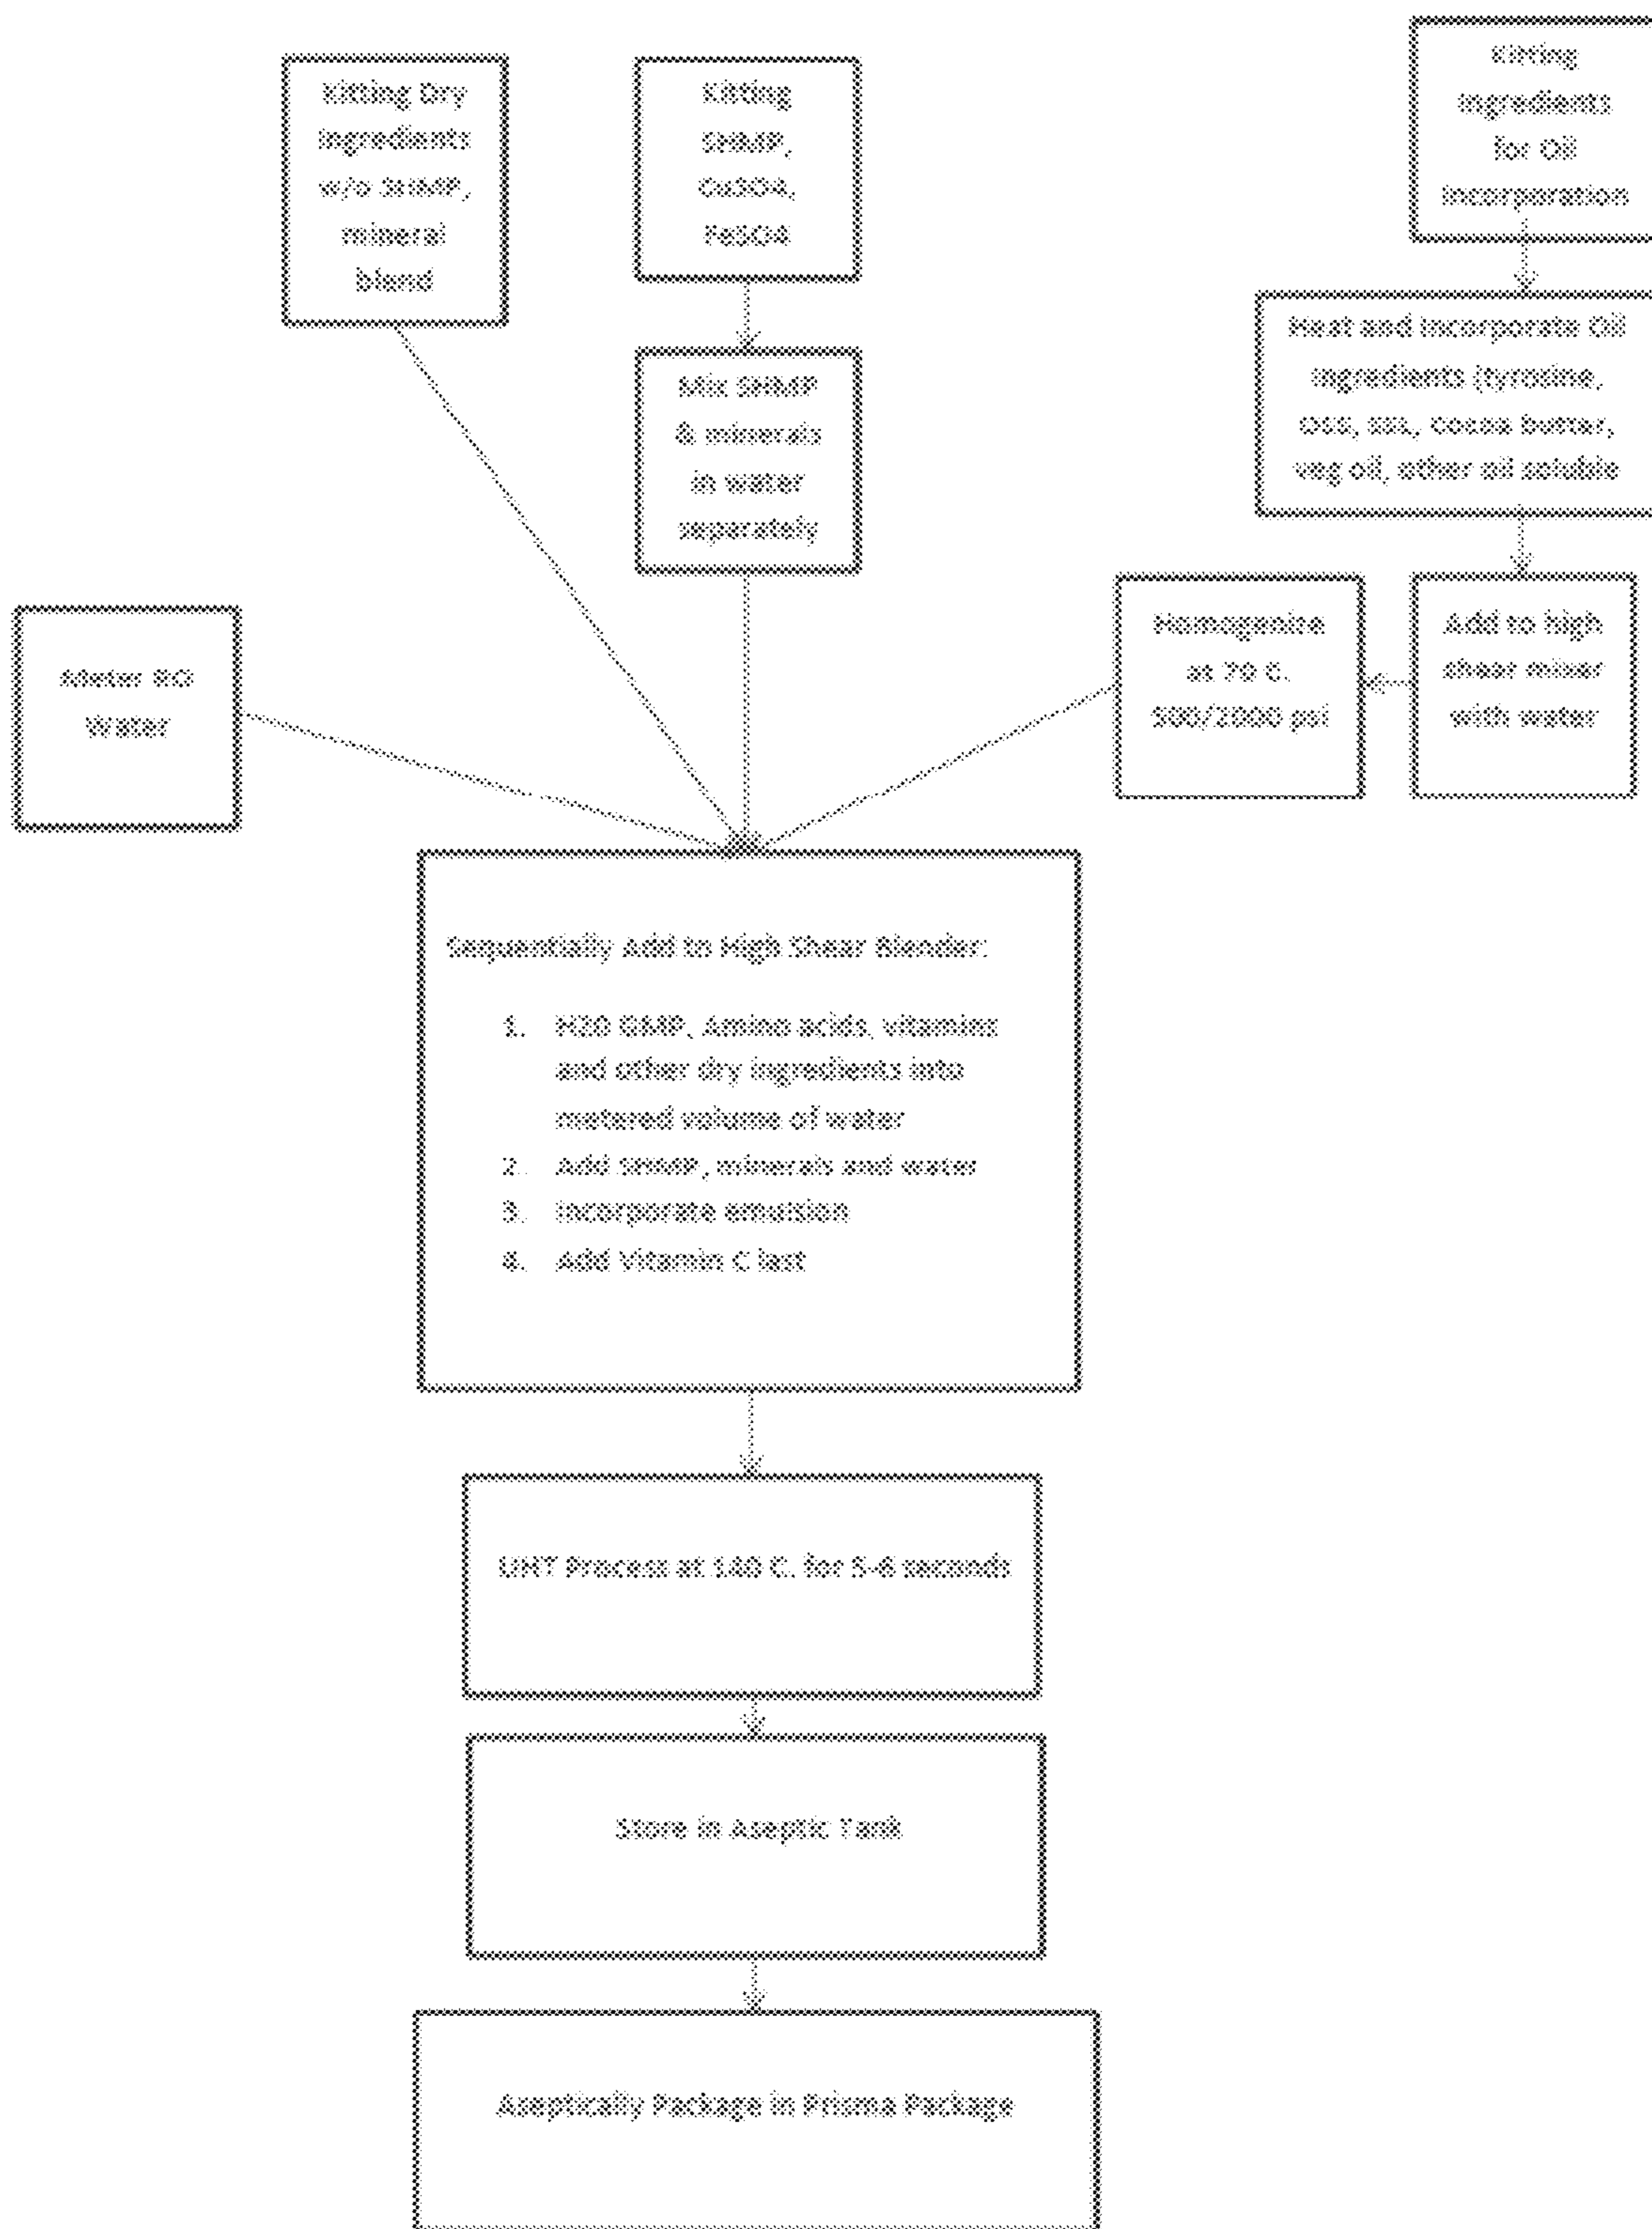 Kitting Dry
ingredients
w/o SHMP,
mineral
blend
Kitting
SHMP,
CuSO4,
FeSO4
Kitting
ingredients
for Oil
incorporation
Mix SHMP
& minerals
in water
separately
Heat and incorporate Oil
ingredients (tyrosine,
SSL, Cocoa butter,
veg oil, other oil soluble
Meter RO
Water
Homogenize
at 70 C.
500/2000 psi
Add to high
shear mixer
with water
Sequentially Add to High Shear Blender:
1. H20 GMP, Amino acids, vitamins
and other dry ingredients into
metered volume of water
2. Add SHMP, minerals and water
3. Incorporate emulsion
4. Add Vitamin C last
UHT Process at 140 C. for 5-6 seconds
Store in Aseptic Tank
Aseptically Package in Prisma Package